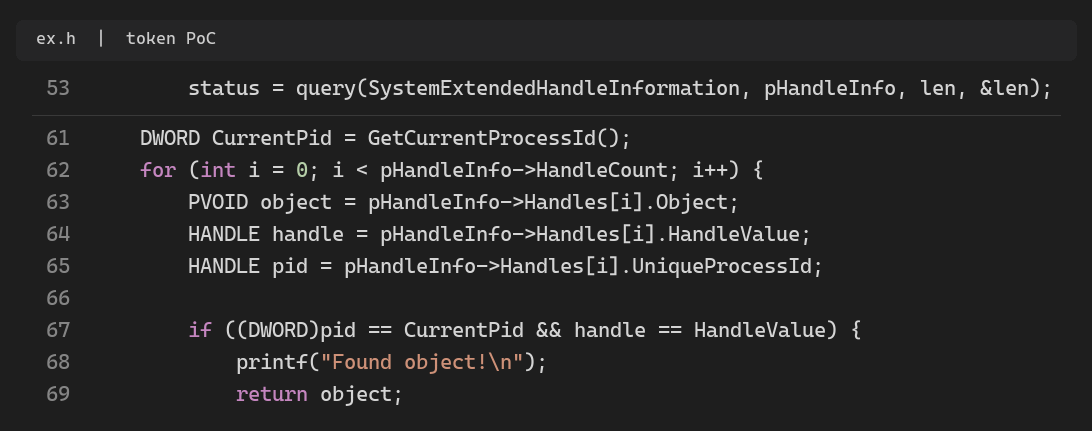 ex.h | token PoC
53 status = query(SystemExtendedHandleInformation, pHandleInfo, len, &len);
61 DWORD CurrentPid = GetCurrentProcessId();
62 for (int i = 0; i < pHandleInfo->HandleCount; i++) {
63 PVOID object = pHandleInfo->Handles[i].Object;
64 HANDLE handle = pHandleInfo->Handles[i].HandleValue;
65 HANDLE pid = pHandleInfo->Handles[i].UniqueProcessId;
66
67 if ((DWORD)pid == CurrentPid && handle == HandleValue) {
68 printf("Found object!\n");
69 return object;